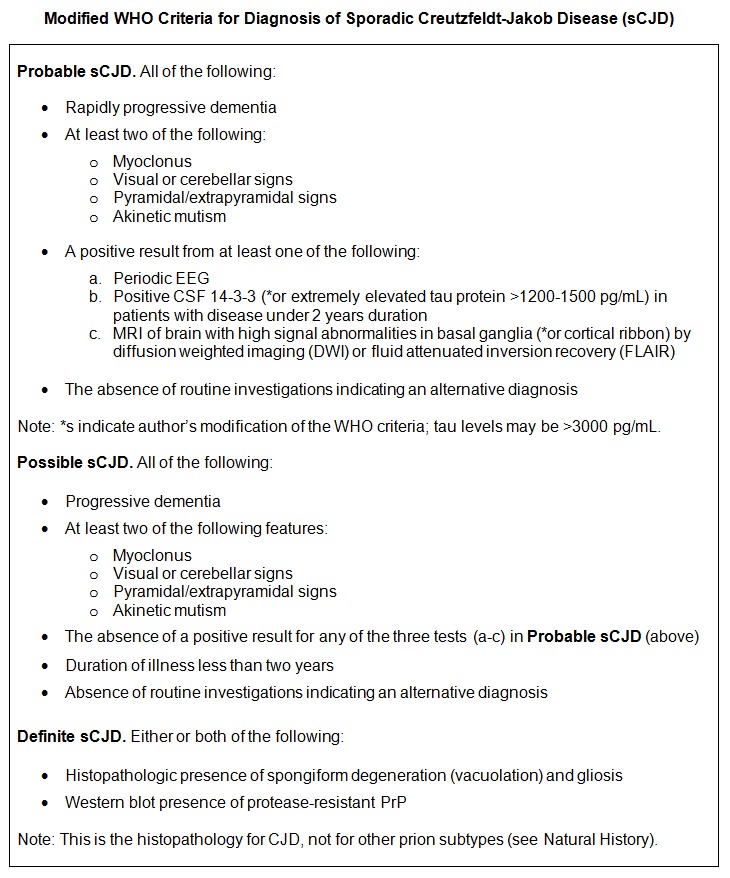 Modified WHO Criteria for Diagnosis of Sporadic Creutzfeldt-Jakob Disease (sCJD)
Probable sCJD. All of the following:
• Rapidly progressive dementia
• At least two of the following:
o Myoclonus
o Visual or cerebellar signs
o Pyramidal/extrapyramidal signs
o Akinetic mutism
• A positive result from at least one of the following:
a. Periodic EEG
b. Positive CSF 14-3-3 (*or extremely elevated tau protein >1200-1500 pg/mL) in
patients with disease under 2 years duration
c. MRI of brain with high signal abnormalities in basal ganglia (*or cortical ribbon) by
diffusion weighted imaging (DWI) or fluid attenuated inversion recovery (FLAIR)
• The absence of routine investigations indicating an alternative diagnosis
Note: *s indicate author's modification of the WHO criteria; tau levels may be >3000 pg/mL.
Possible sCJD. All of the following:
• Progressive dementia
• At least two of the following features:
o Myoclonus
o Visual or cerebellar signs
o Pyramidal/extrapyramidal signs
o Akinetic mutism
• The absence of a positive result for any of the three tests (a-c) in Probable sCJD (above)
• Duration of illness less than two years
• Absence of routine investigations indicating an alternative diagnosis
Definite sCJD. Either or both of the following:
• Histopathologic presence of spongiform degeneration (vacuolation) and gliosis
• Western blot presence of protease-resistant PrP
Note: This is the histopathology for CJD, not for other prion subtypes (see Natural History).